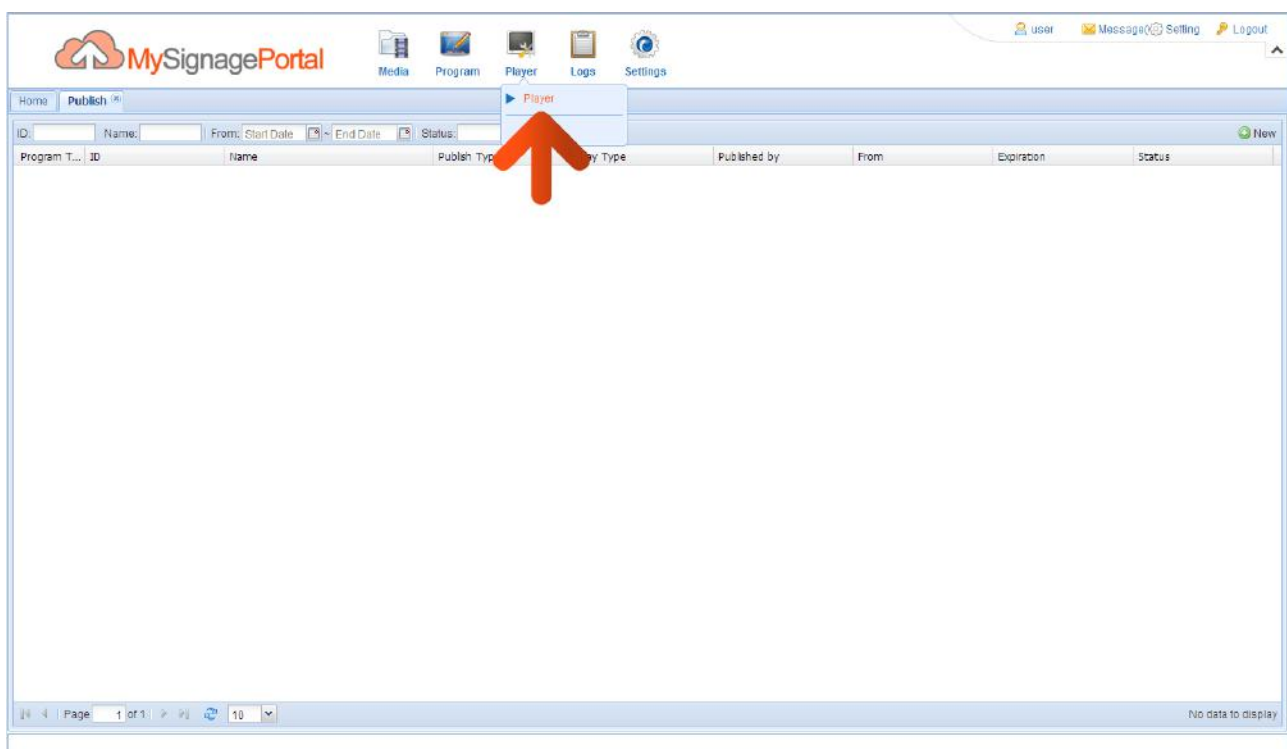 user Message( Setting Logout
MySignagePortal
Media Program Player Logs Settings
Home Publish
Player
ID: Name: From: Start Date ~ End Date Status: New
Program T... ID Name Publish Typ ay Type Published by From Expiration Status
Page 1 of 1 10 No data to display